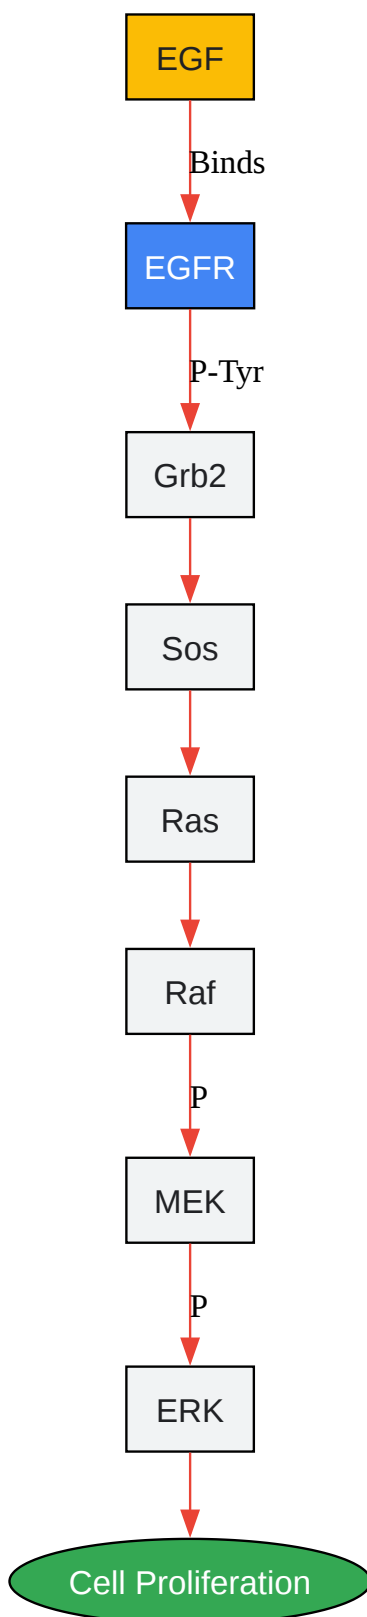 EGF
Binds
EGFR
P-Tyr
Grb2
Sos
Ras
Raf
P
MEK
P
ERK
Cell Proliferation